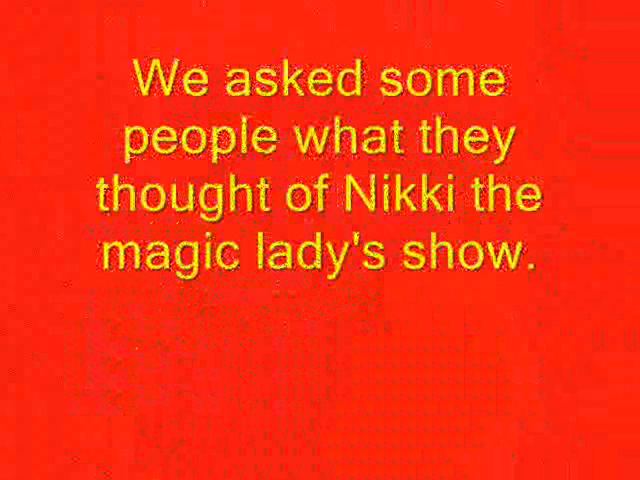 We asked some
people what they
thought of Nikki the
magic lady's show.